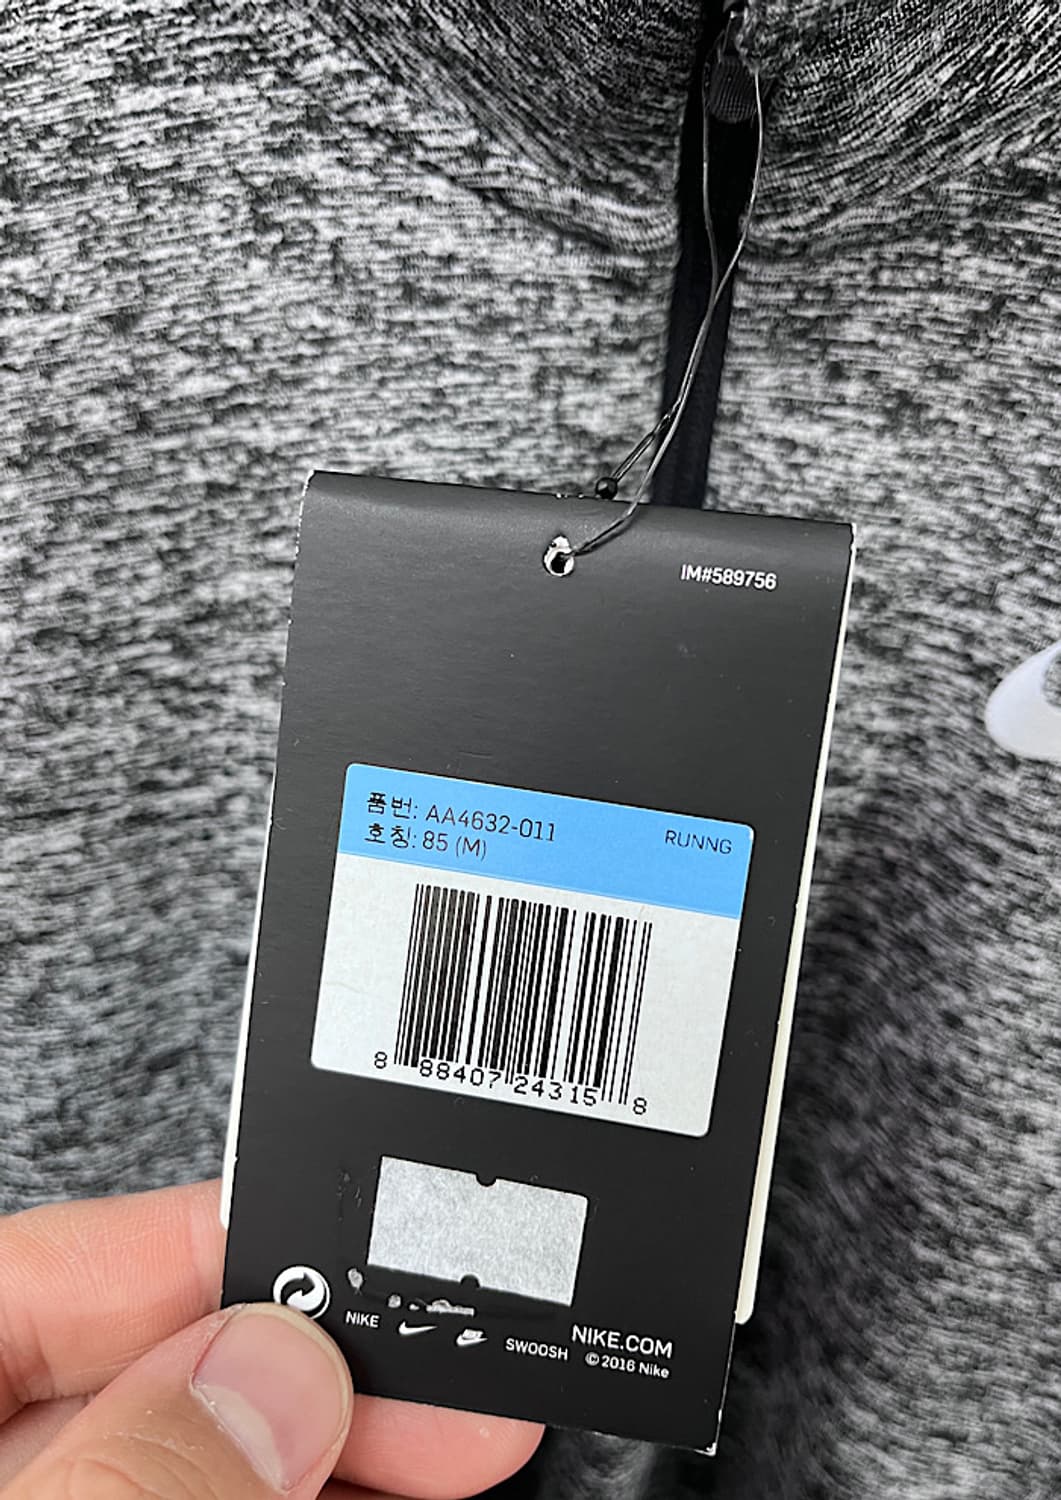 IM#589756
품번: AA4632-011
호칭: 85 (M)
RUNNG
8 88407 24315 8
NIKE
SWOOSH
NIKE.COM
©2016 Nike